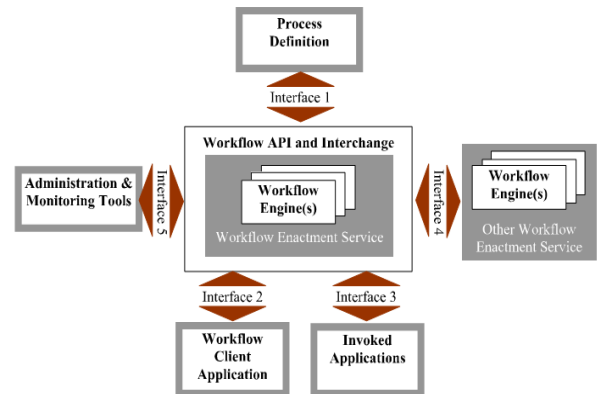 Process
Definition
Interface 1
Workflow API and Interchange
Administration &
Monitoring Tools
Interface 5
Workflow
Engine(s)
Workflow Enactment Service
Interface 4
Workflow
Engine(s)
Other Workflow
Enactment Service
Interface 2
Interface 3
Workflow
Client
Application
Invoked
Applications